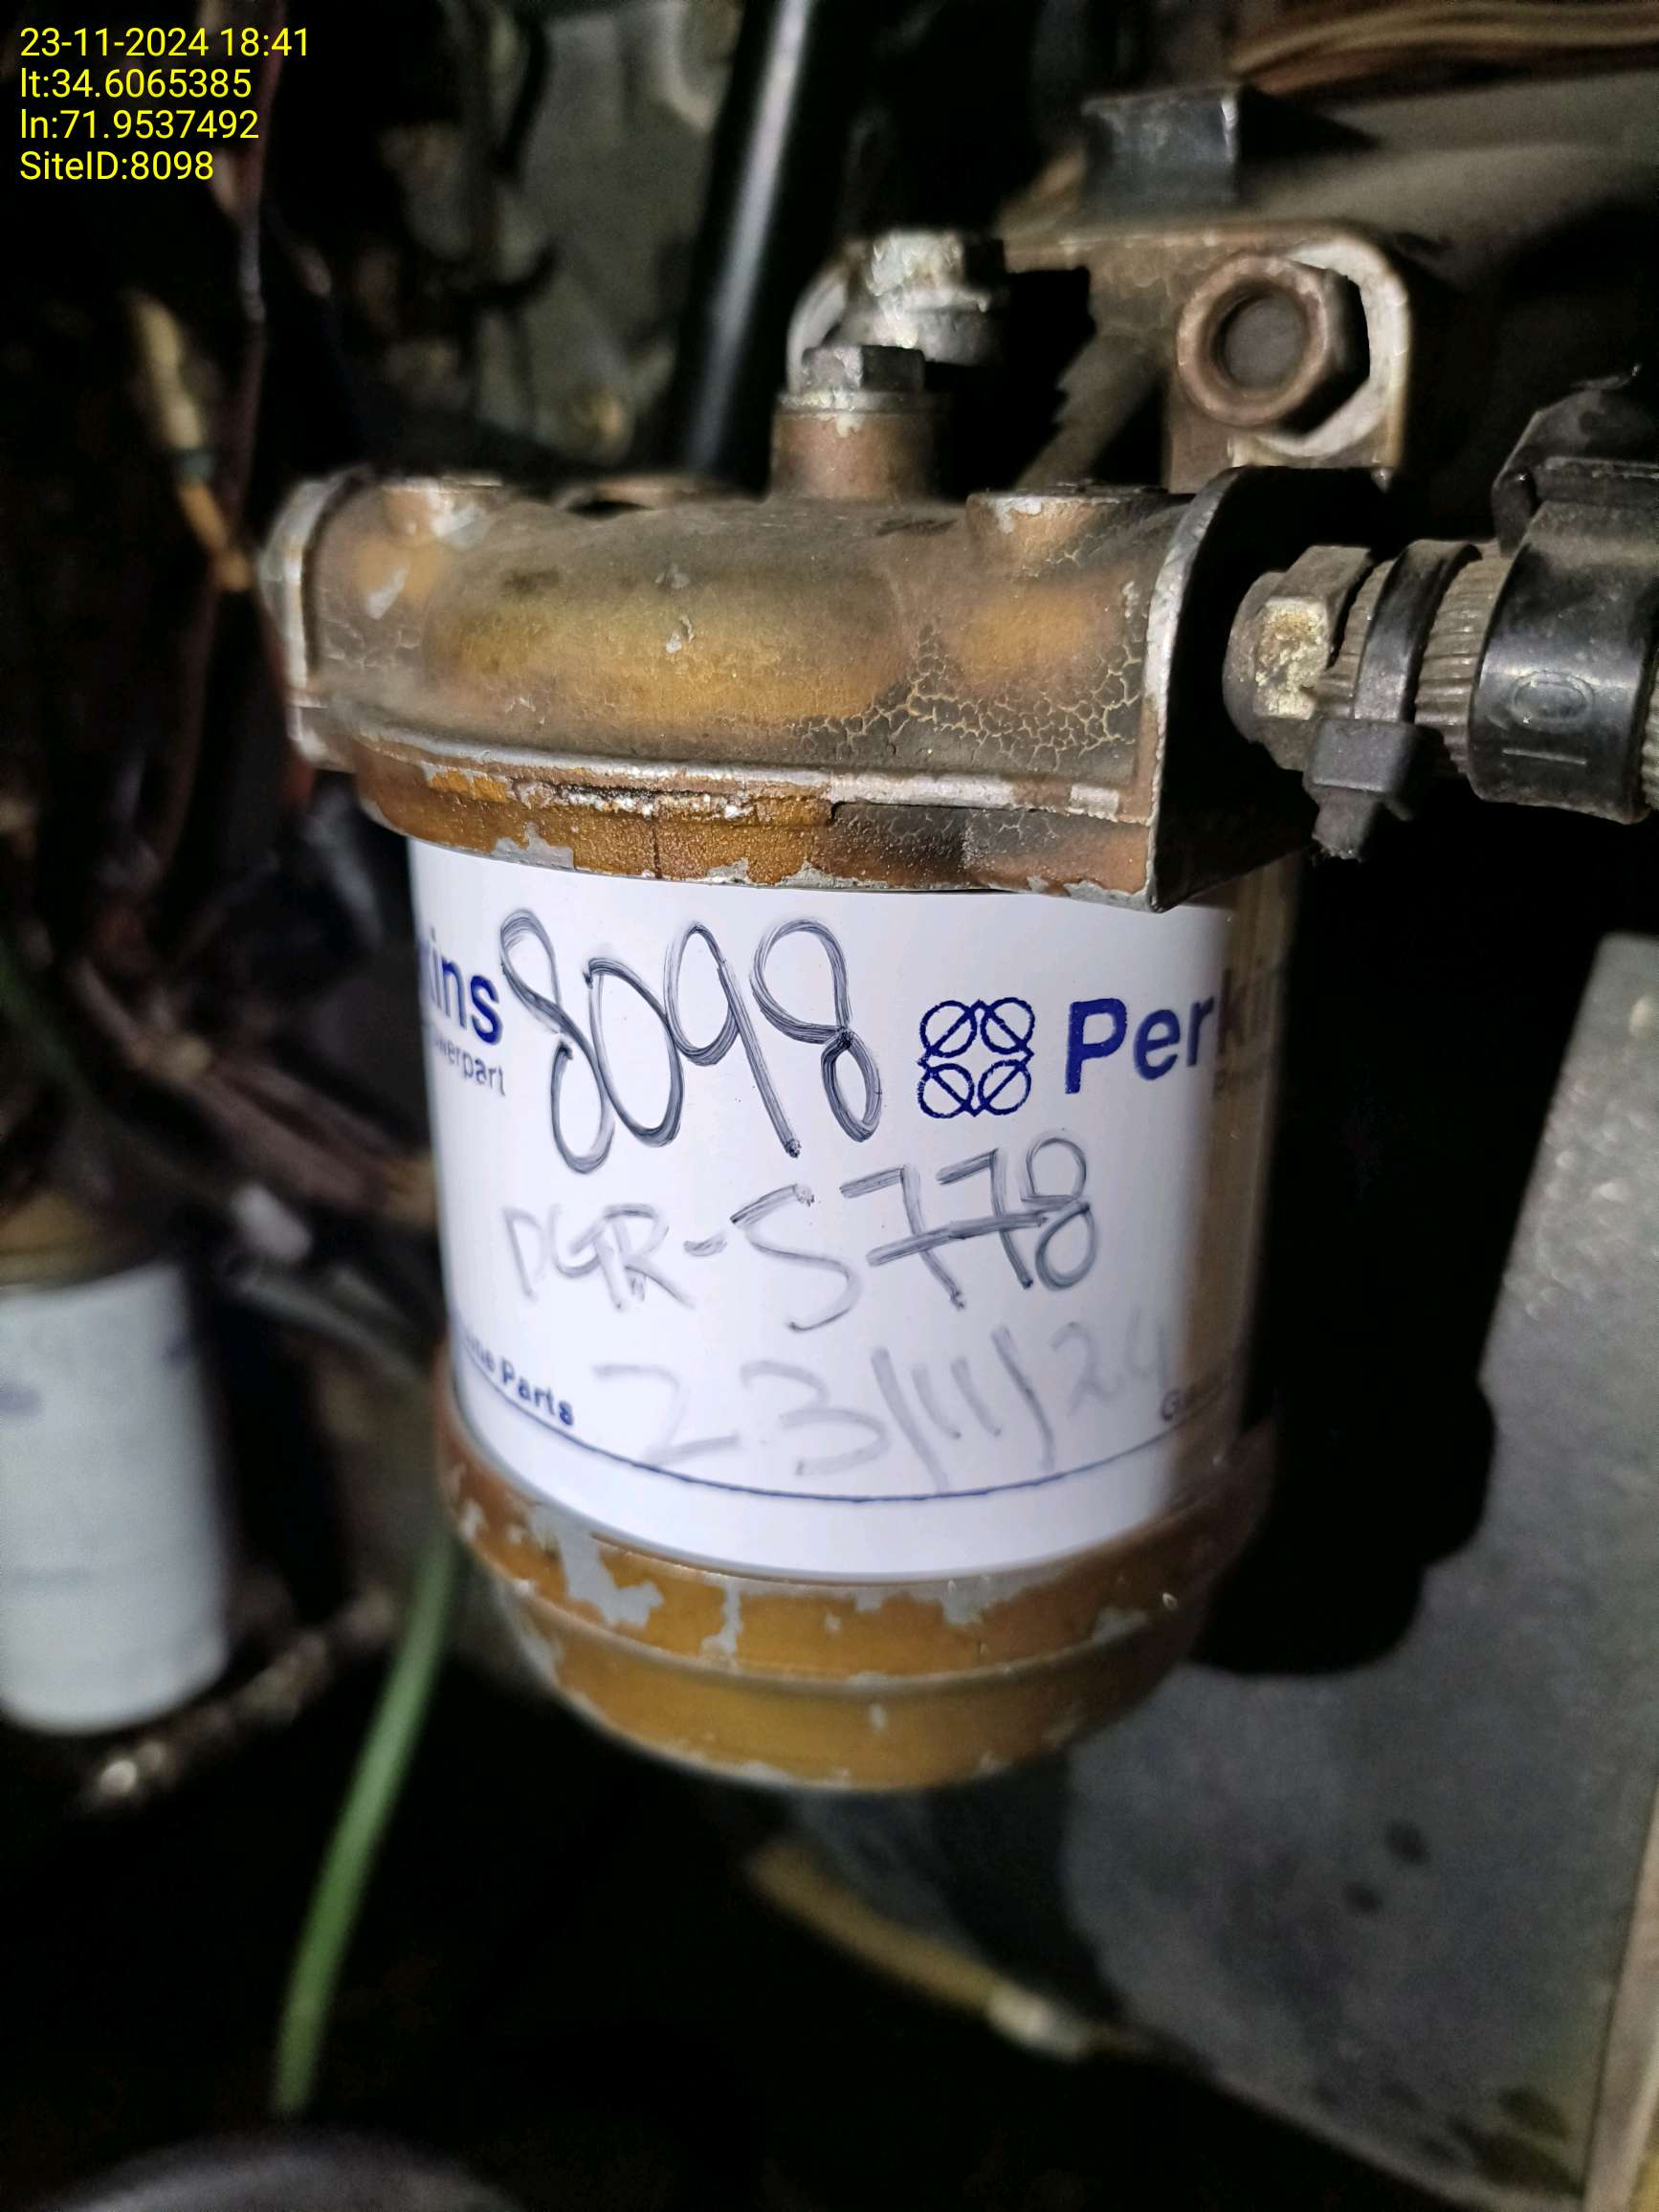 23-11-2024 18:41
lt:34.6065385
ln:71.9537492
SiteID:8098
8098
Perkins
DGR-S778
23/11/24
Parts
10